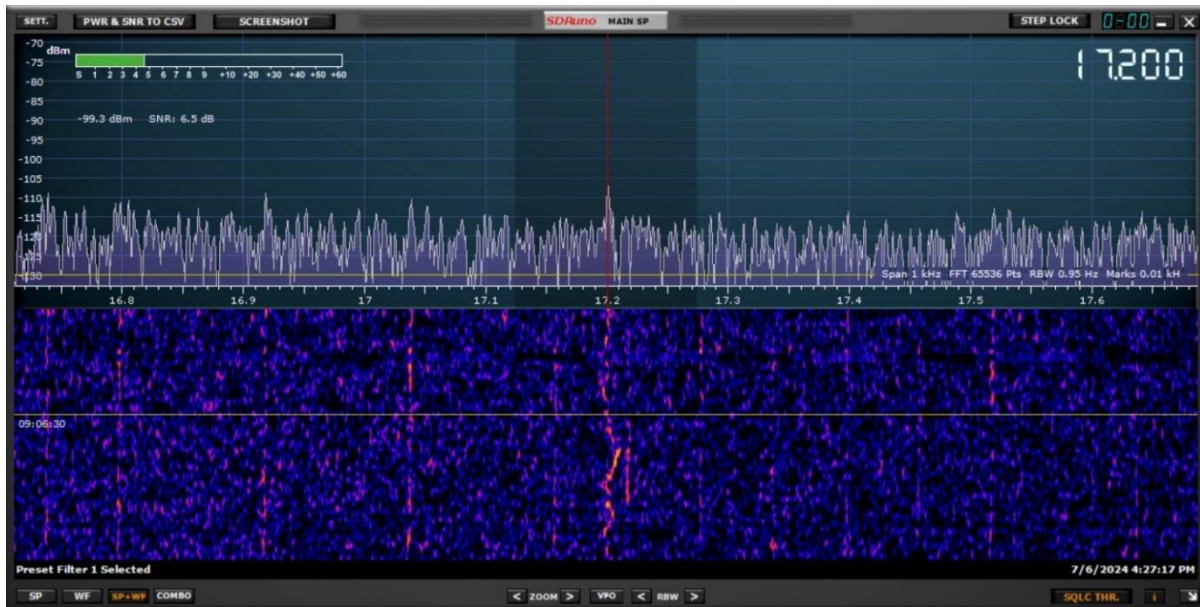 SETT. PWR & SNR TO CSV SCREENSHOT SDRuno MAIN SP STEP LOCK 0-00
-70 dBm
-75
S 1 2 3 4 5 6 7 8 9 +10 +20 +30 +40 +50 +60
17.200
-80
-85
-90 -99.3 dBm SNR: 6.5 dB
-95
-100
-105
-110
-115
-125
-130 Span 1 kHz FFT 65536 Pts RBW 0.95 Hz Marks 0.01 kH
16.8 16.9 17 17.1 17.2 17.3 17.4 17.5 17.6
09:06:30
Preset Filter 1 Selected 7/6/2024 4:27:17 PM
SP WF SP+WF COMBO < ZOOM > VFO < RBW > SQLC THR. i